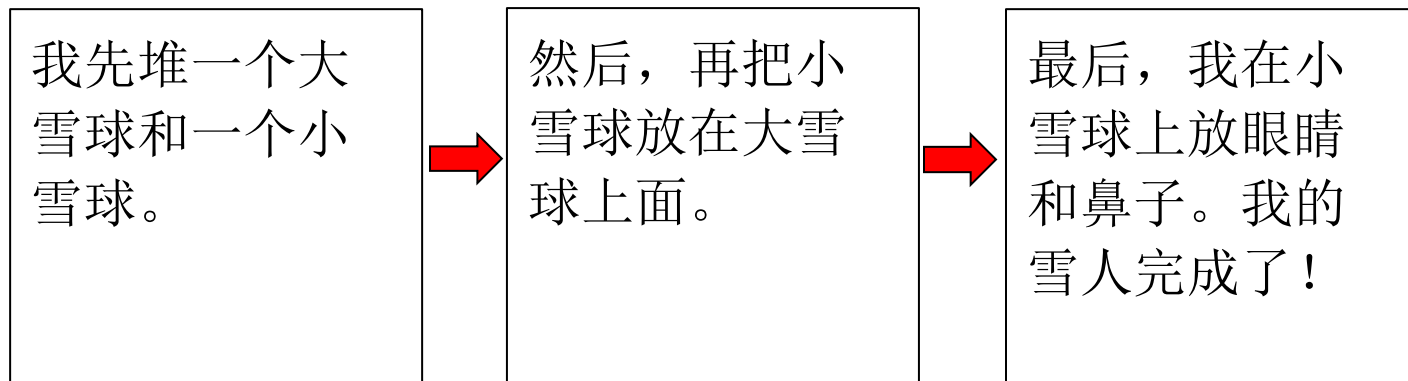 我先堆一个大
雪球和一个小
雪球。
然后，再把小
雪球放在大雪
球上面。
最后，我在小
雪球上放眼睛
和鼻子。我的
雪人完成了！